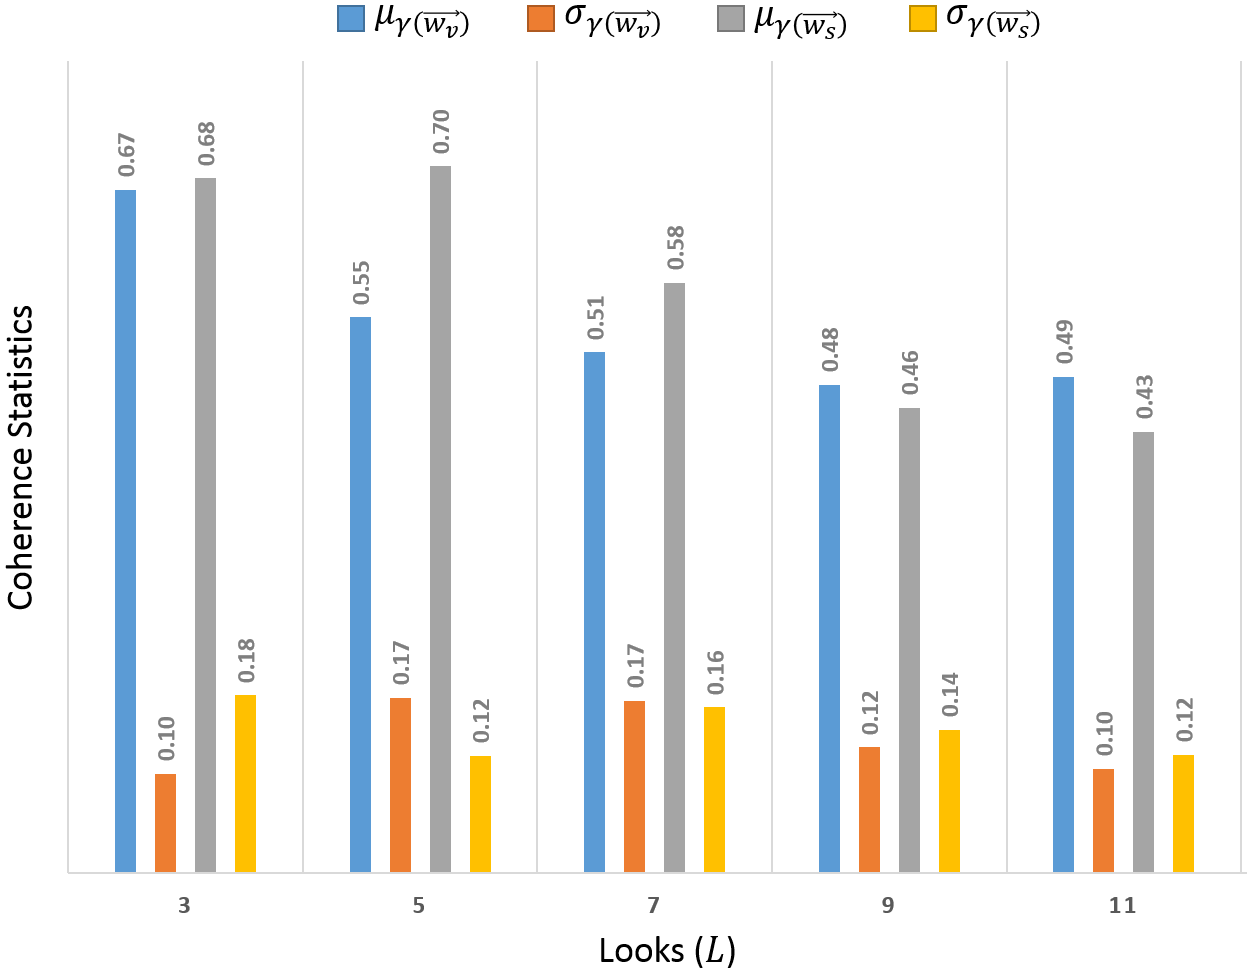 μγ(w⃗v) σγ(w⃗v) μγ(w⃗s) σγ(w⃗s)
0.67 0.10 0.68 0.18
0.55 0.17 0.70 0.12
0.51 0.17 0.58 0.16
0.48 0.12 0.46 0.14
0.49 0.10 0.43 0.12
Coherence Statistics
3 5 7 9 11
Looks (L)